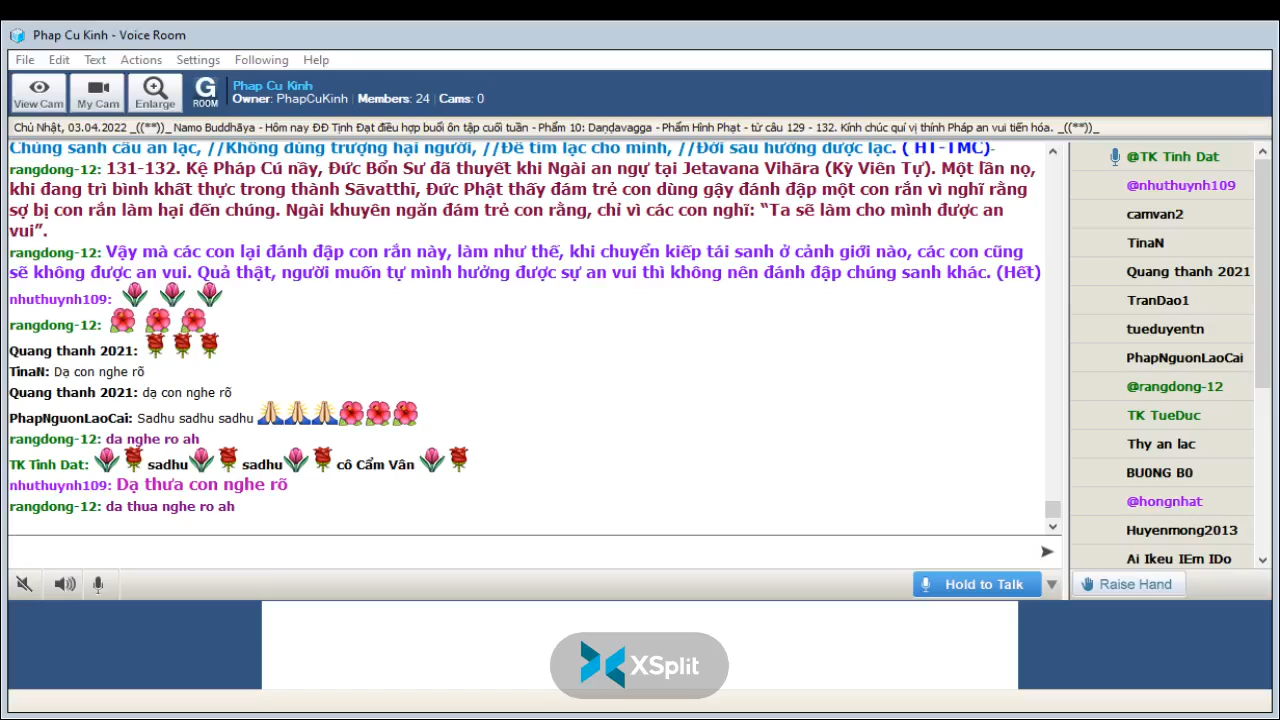 Phap Cu Kinh - Voice Room
File Edit Text Actions Settings Following Help
View Cam My Cam Enlarge G ROOM
Phap Cu Kinh
Owner: PhapCuKinh | Members: 24 | Cams: 0
Chủ Nhật, 03.04.2022 _((**))_ Namo Buddhāya - Hôm nay ĐĐ Tịnh Đạt điều hợp buổi ôn tập cuối tuần - Phẩm 10: Daṇḍavagga - Phẩm Hình Phạt - từ câu 129 - 132. Kính chúc quí vị thính Pháp an vui tiến hóa. _((**)_
Chúng sanh cầu an lạc, //Không dùng trượng hại người, //Để tìm lạc cho mình, //Đời sau hưởng được lạc. ( HT-TMC)-
rangdong-12: 131-132. Kệ Pháp Cú nầy, Đức Bổn Sư đã thuyết khi Ngài an ngự tại Jetavana Vihāra (Kỳ Viên Tự). Một lần nọ,
khi đang trì bình khất thực trong thành Sāvatthī, Đức Phật thấy đám trẻ con dùng gậy đánh đập một con rắn vì nghĩ rằng
sợ bị con rắn làm hại đến chúng. Ngài khuyên ngăn đám trẻ con rằng, chỉ vì các con nghĩ: “Ta sẽ làm cho mình được an
vui”.
rangdong-12: Vậy mà các con lại đánh đập con rắn này, làm như thế, khi chuyển kiếp tái sanh ở cảnh giới nào, các con cũng
sẽ không được an vui. Quả thật, người muốn tự mình hưởng được sự an vui thì không nên đánh đập chúng sanh khác. (Hết)
nhuthuynh109:
rangdong-12:
Quang thanh 2021:
TinaN: Dạ con nghe rõ
Quang thanh 2021: dạ con nghe rõ
PhapNguonLaoCai: Sadhu sadhu sadhu
rangdong-12: da nghe ro ah
TK Tinh Dat: sadhu sadhu cô Cẩm Vân
nhuthuynh109: Dạ thưa con nghe rõ
rangdong-12: da thua nghe ro ah
@TK Tinh Dat
@nhuthuynh109
camvan2
TinaN
Quang thanh 2021
TranDao1
tueduyentn
PhapNguonLaoCai
@rangdong-12
TK TueDuc
Thy an lac
BU0NG B0
@hongnhat
Huyenmong2013
Ai Ikeu IEm IDo
Hold to Talk
Raise Hand
XSplit